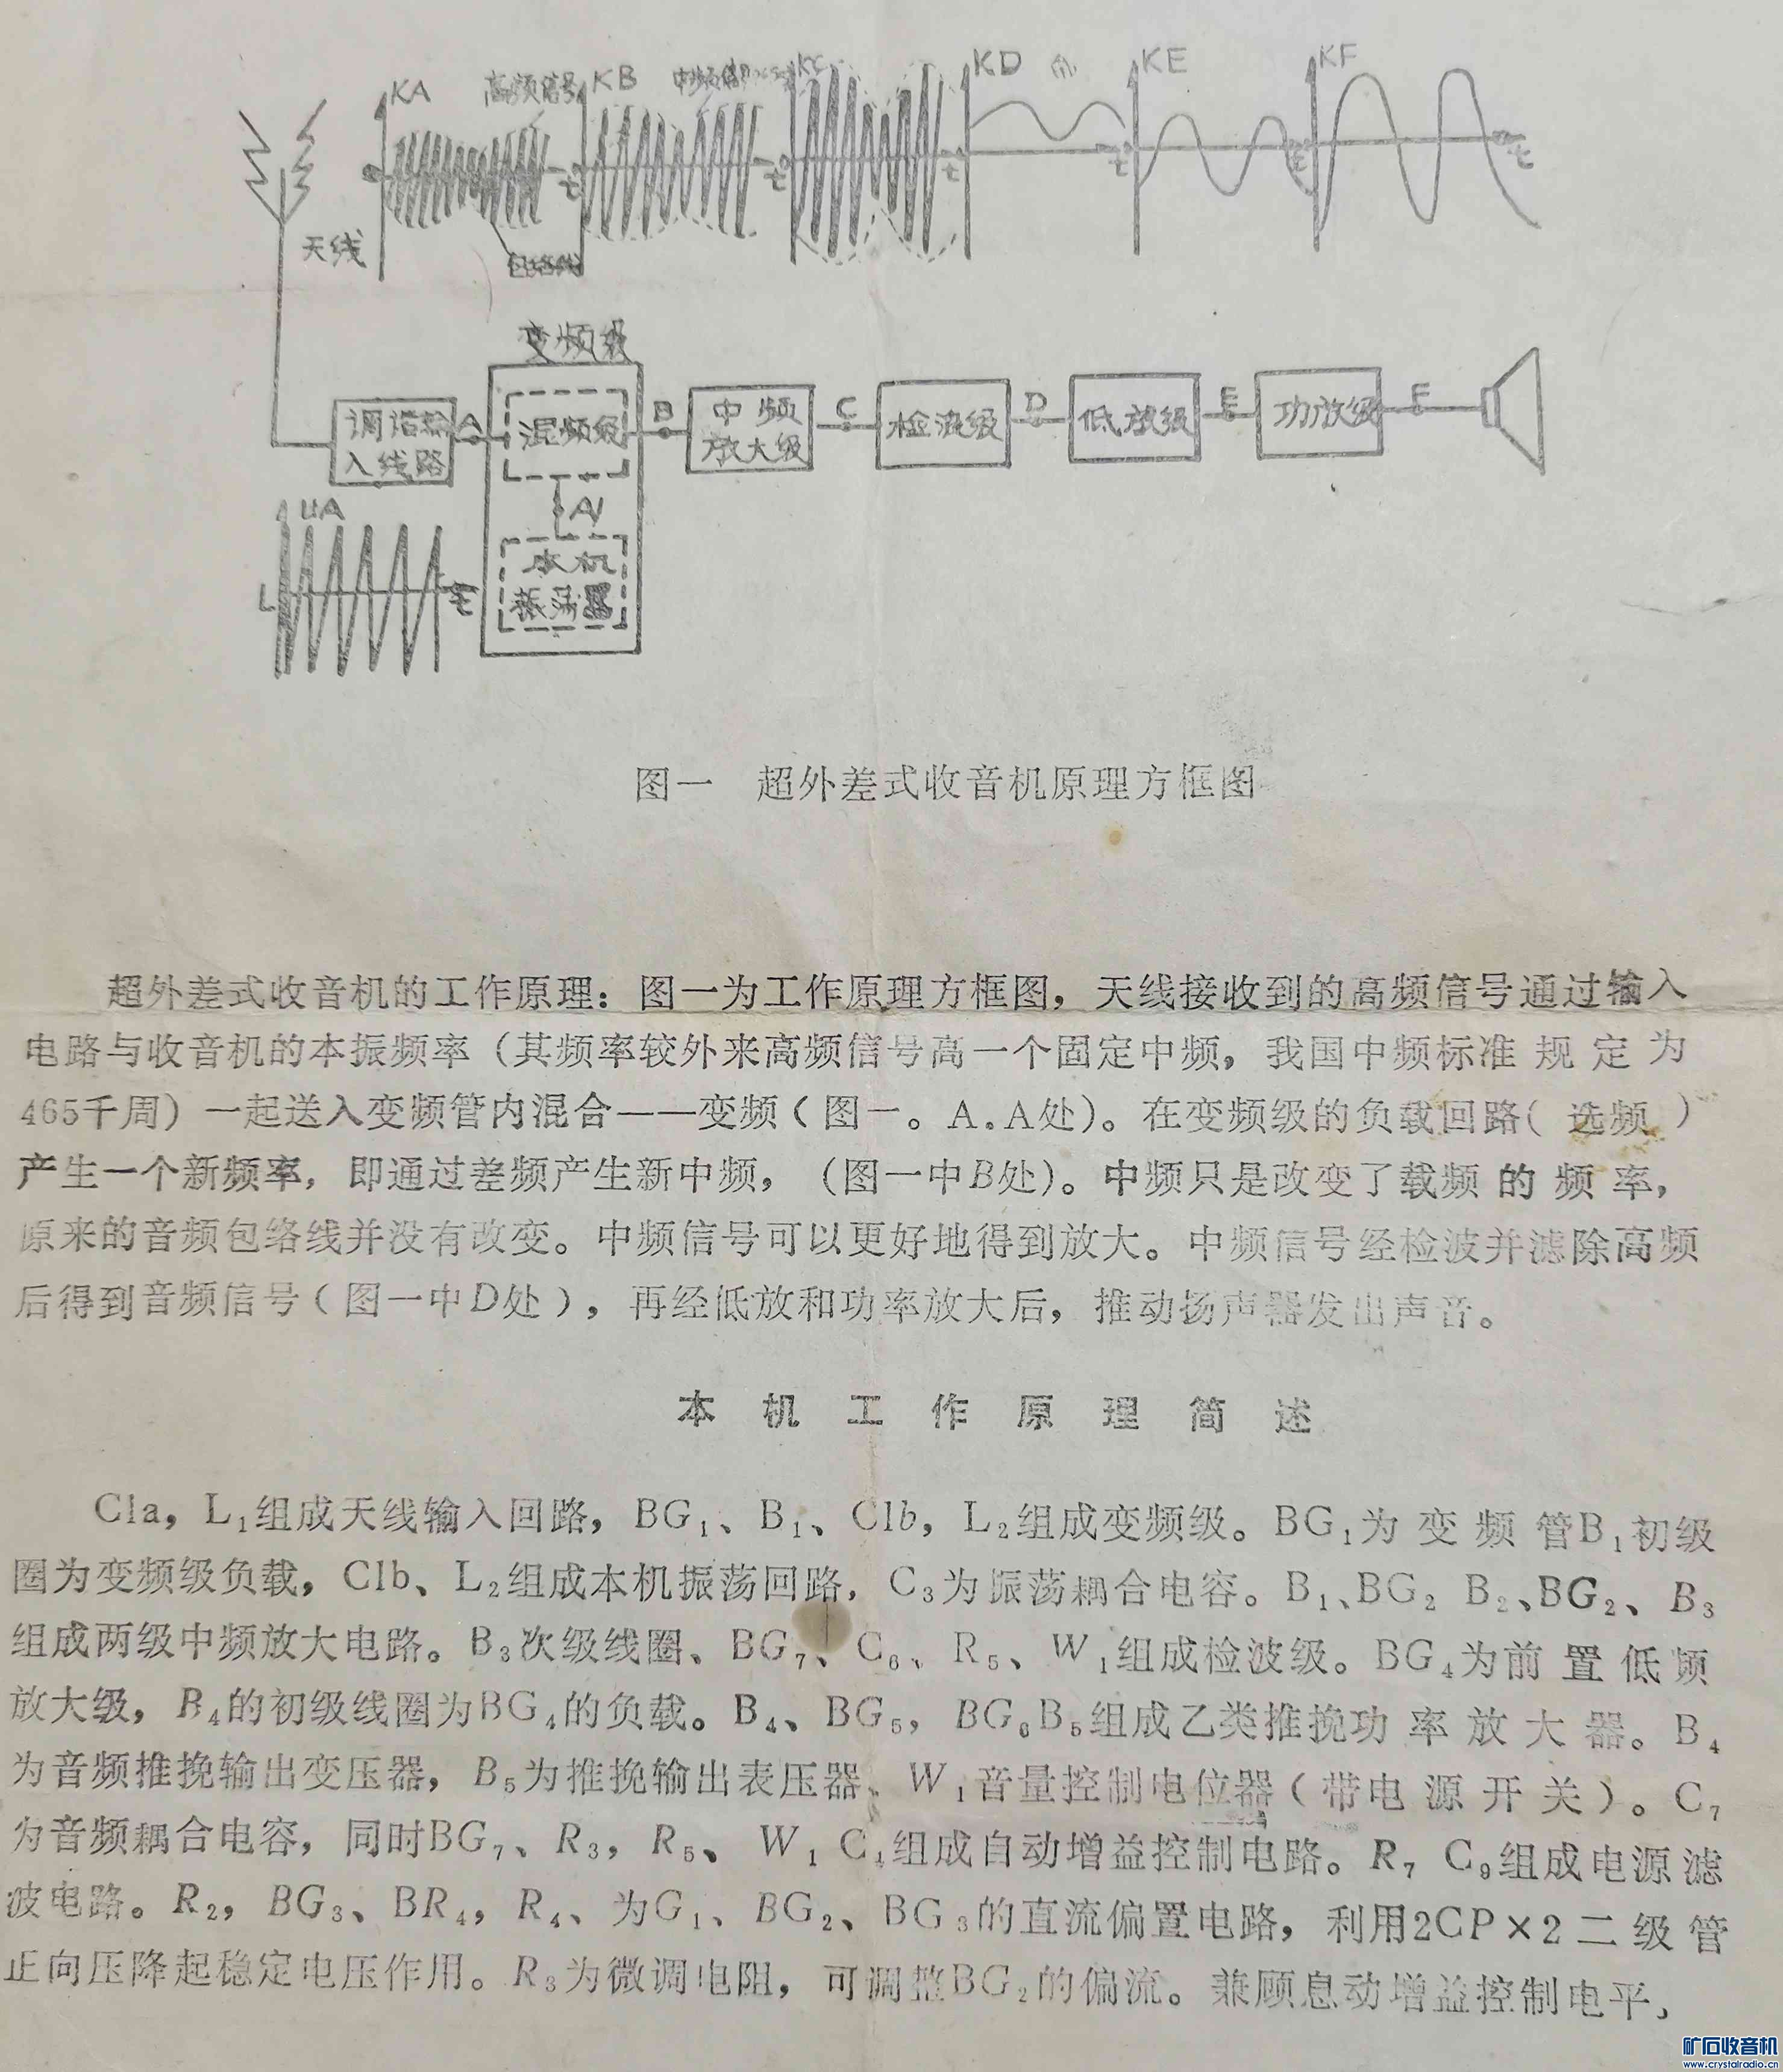 KA
高频信号
KB
KC
KD
KE
KF
t
t
t
t
t
t
天线
包络线
变频级
调谐输
入线路
A
混频级
B
中频
放大级
C
检波级
D
低放级
E
功放级
F
UA
t
本机
振荡器
图一 超外差式收音机原理方框图
超外差式收音机的工作原理：图一为工作原理方框图，天线接收到的高频信号通过输入
电路与收音机的本振频率（其频率较外来高频信号高一个固定中频，我国中频标准规定为
465千周）一起送入变频管内混合——变频（图一。A.A处）。在变频级的负载回路（选频）
产生一个新频率，即通过差频产生新中频，（图一中B处）。中频只是改变了载频的频率，
原来的音频包络线并没有改变。中频信号可以更好地得到放大。中频信号经检波并滤除高频
后得到音频信号（图一中D处），再经低放和功率放大后，推动扬声器发出声音。
本机工作原理简述
C1a，L₁组成天线输入回路，BG₁、B₁、C1b，L₂组成变频级。BG₁为变频管B₁初级
圈为变频级负载，C1b、L₂组成本机振荡回路，C₃为振荡耦合电容。B₁、BG₂ B₂、BG₂、B₃
组成两级中频放大电路。B₃次级线圈、BG₇、C₆、R₅、W₁组成检波级。BG₄为前置低频
放大级，B₄的初级线圈为BG₄的负载。B₄、BG₅，BG₆B₅组成乙类推挽功率放大器。B₄
为音频推挽输出变压器，B₅为推挽输出表压器、W₁音量控制电位器（带电源开关）。C₇
为音频耦合电容，同时BG₇、R₃，R₅、W₁ C₄组成自动增益控制电路。R₇ C₉组成电源滤
波电路。R₂，BG₃、BR₄，R₄、为G₁、BG₂、BG₃的直流偏置电路，利用2CP×2二级管
正向压降起稳定电压作用。R₃为微调电阻，可调整BG₂的偏流。兼顾息动增益控制电平、
矿石收音机
www.crystalradio.cn